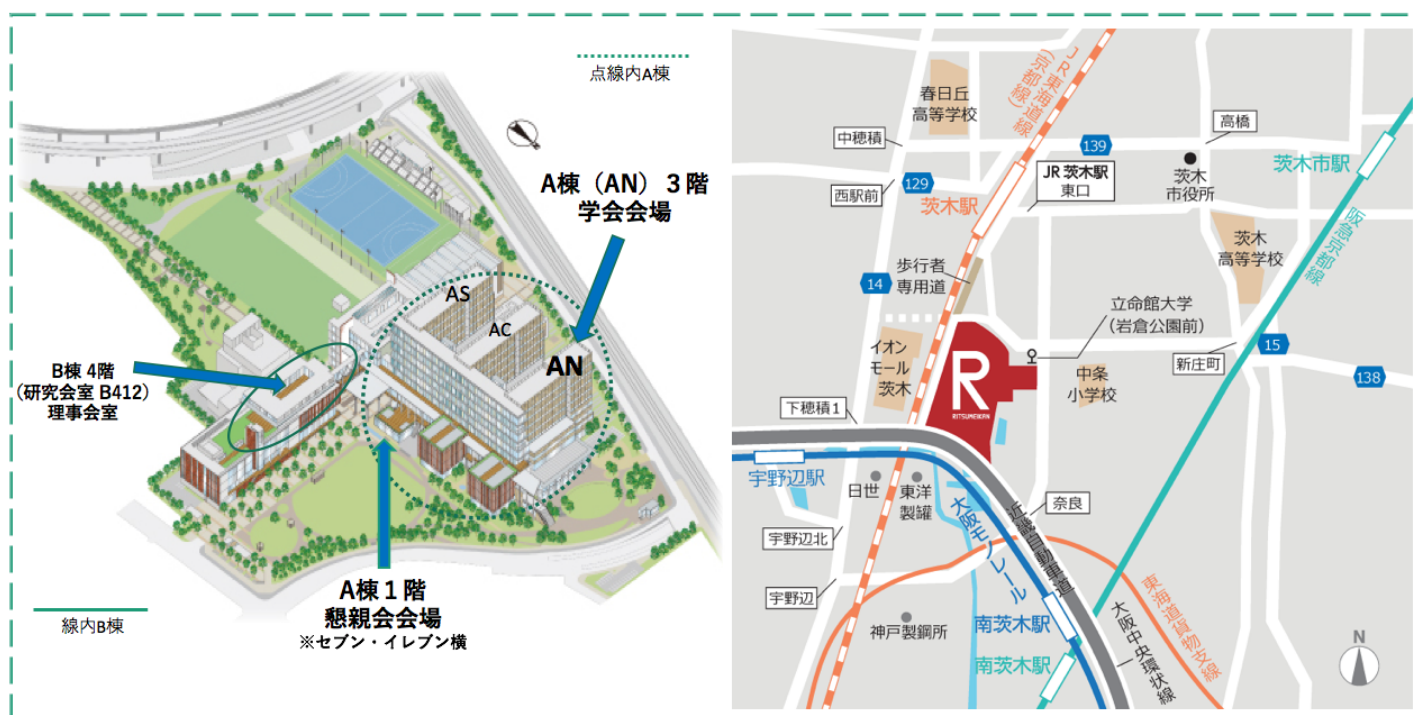 点線内A棟
A棟（AN）３階
学会会場
AS
AC
AN
B棟 4階
（研究会室 B412）
理事会室
A棟１階
懇親会会場
※セブン・イレブン横
線内B棟
JR東海道線
（京都線）
春日丘
高等学校
中穂積
高橋
139
茨木市駅
JR 茨木駅
東口
茨木
市役所
129
西駅前
茨木駅
阪急京都線
茨木
高等学校
歩行者
専用道
14
立命館大学
（岩倉公園前）
イオン
モール
茨木
R
RITSUMEIKAN
中条
小学校
新庄町
15
138
下穂積1
宇野辺駅
日世
東洋
製罐
奈良
大阪モノレール
近畿自動車道
宇野辺北
宇野辺
神戸製鋼所
南茨木駅
南茨木駅
大阪中央環状線
東海道貨物支線
N